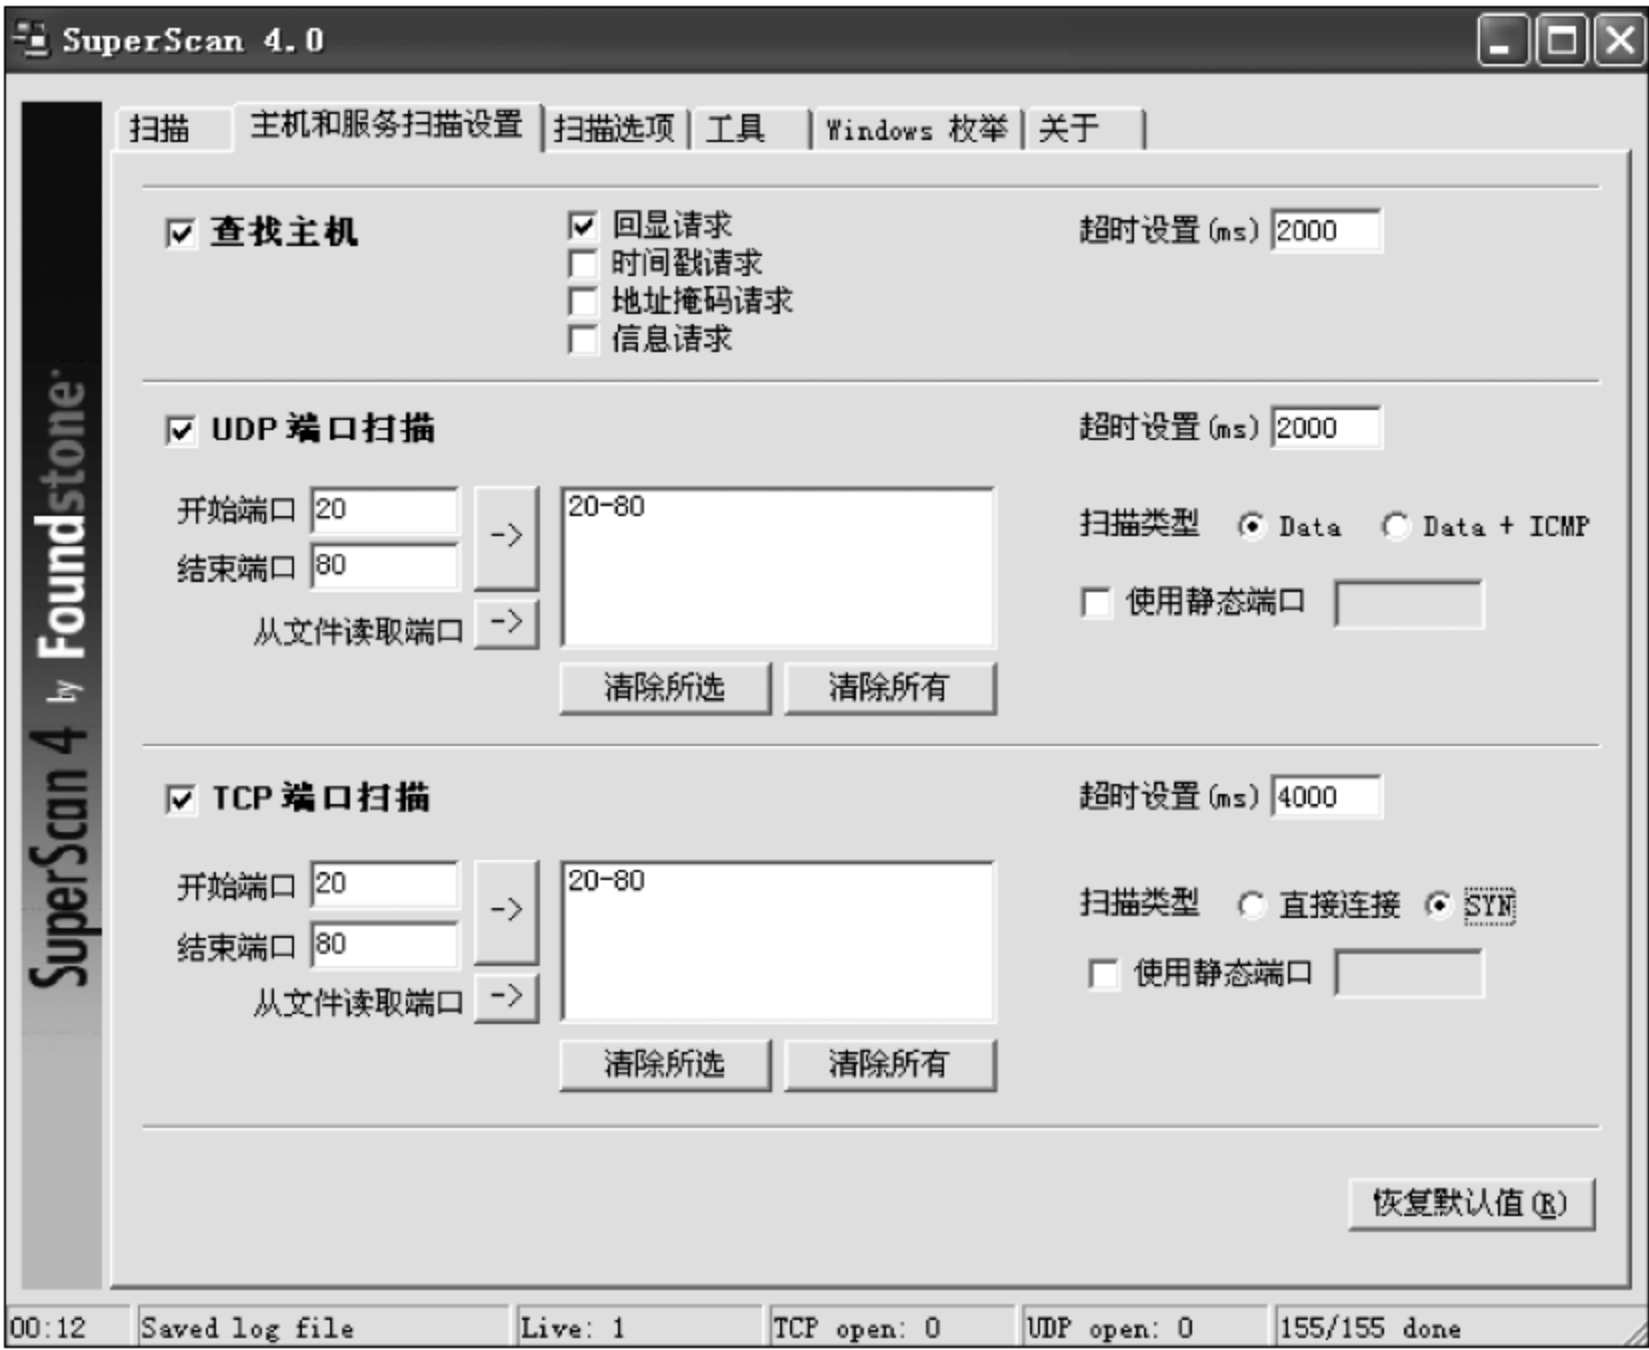 SuperScan 4.0
扫描 主机和服务扫描设置 扫描选项 工具 Windows 枚举 关于
查找主机 回显请求 超时设置(ms) 2000
时间戳请求
地址掩码请求
信息请求
UDP 端口扫描 超时设置(ms) 2000
开始端口 20 -> 20-80 扫描类型 Data Data + ICMP
结束端口 80 使用静态端口
从文件读取端口 ->
清除所选 清除所有
TCP 端口扫描 超时设置(ms) 4000
开始端口 20 -> 20-80 扫描类型 直接连接 SYN
结束端口 80 使用静态端口
从文件读取端口 ->
清除所选 清除所有
恢复默认值(R)
SuperScan 4 by Foundstone
00:12 Saved log file Live: 1 TCP open: 0 UDP open: 0 155/155 done